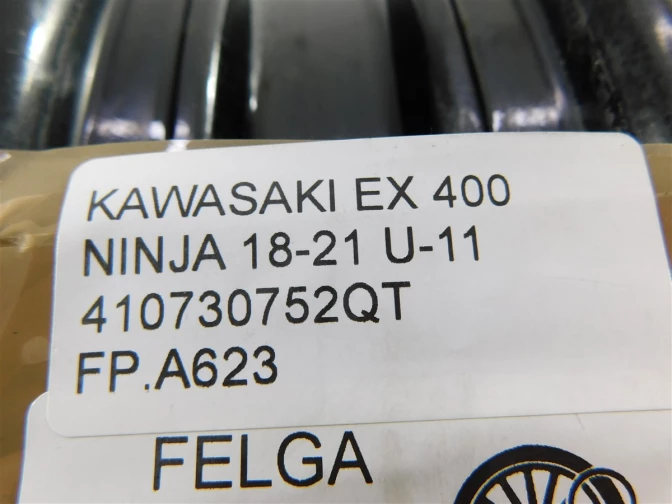 KAWASAKI EX 400
NINJA 18-21 U-11
410730752QT
FP.A623
FELGA